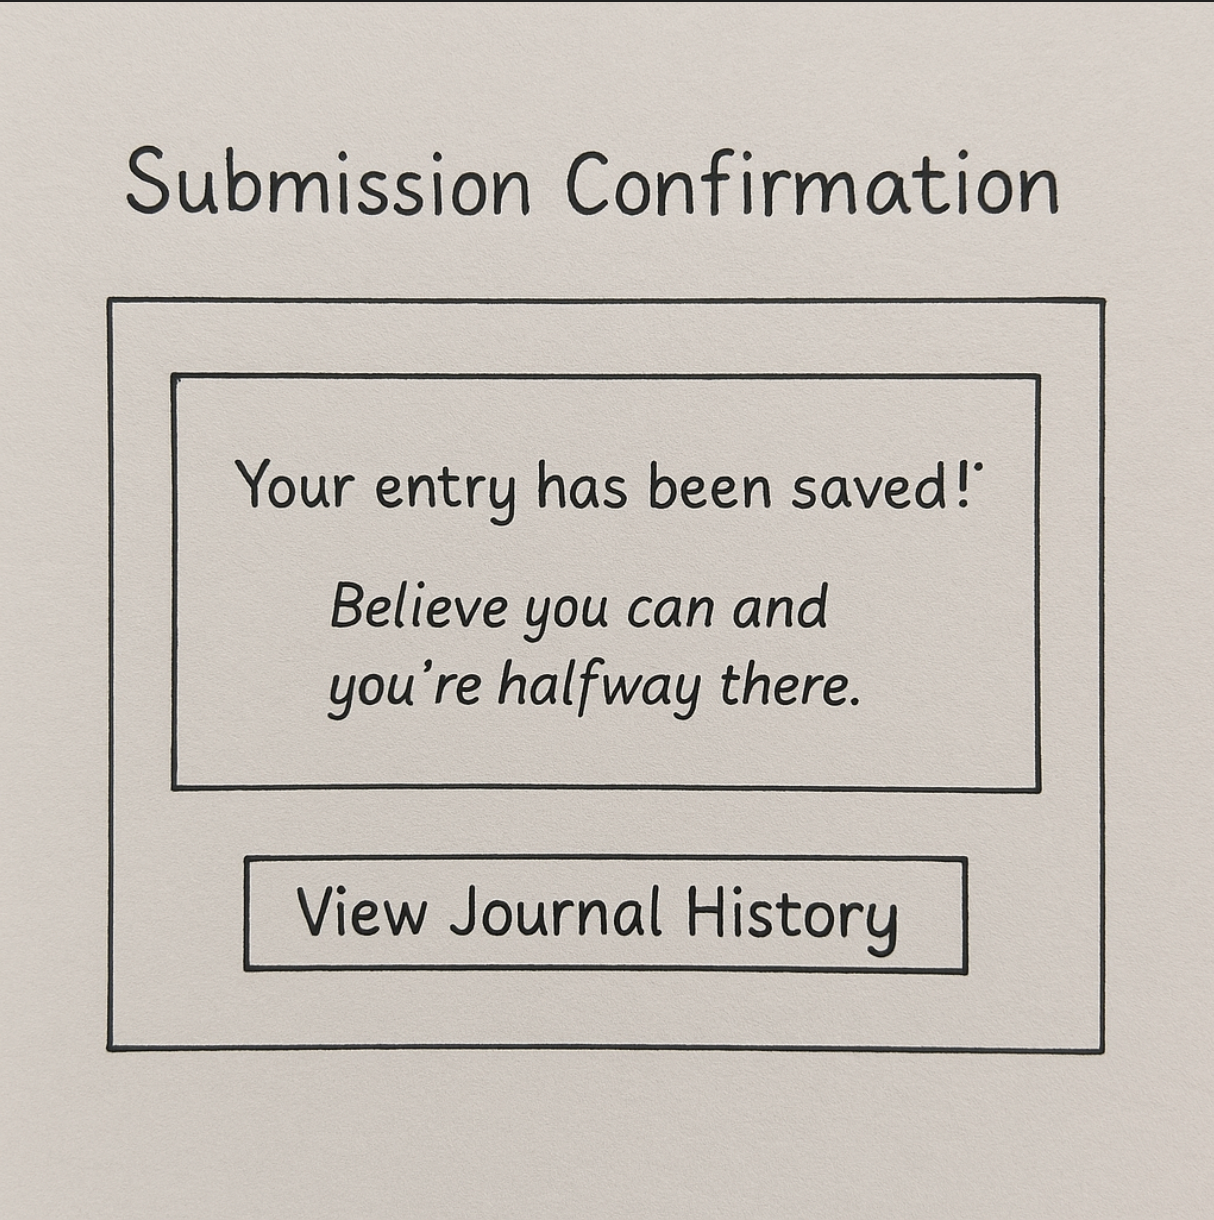 Submission Confirmation
Your entry has been saved!
Believe you can and
you’re halfway there.
View Journal History